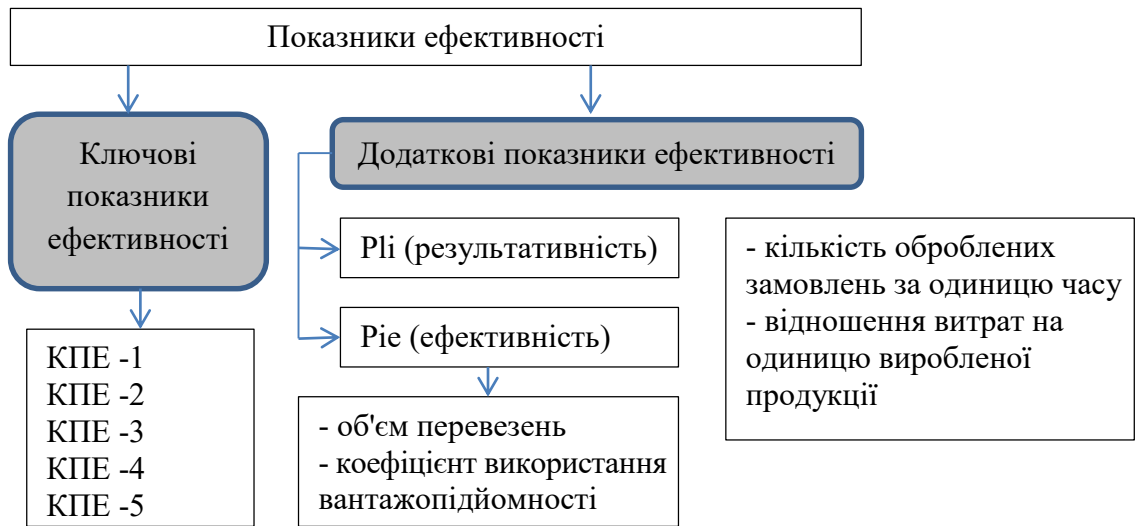 Показники ефективності
Ключові
показники
ефективності
Додаткові показники ефективності
Pli (результативність)
Pie (ефективність)
- кількість оброблених
замовлень за одиницю часу
- відношення витрат на
одиницю виробленої
продукції
КПЕ -1
КПЕ -2
КПЕ -3
КПЕ -4
КПЕ -5
- об'єм перевезень
- коефіцієнт використання
вантажопідйомності